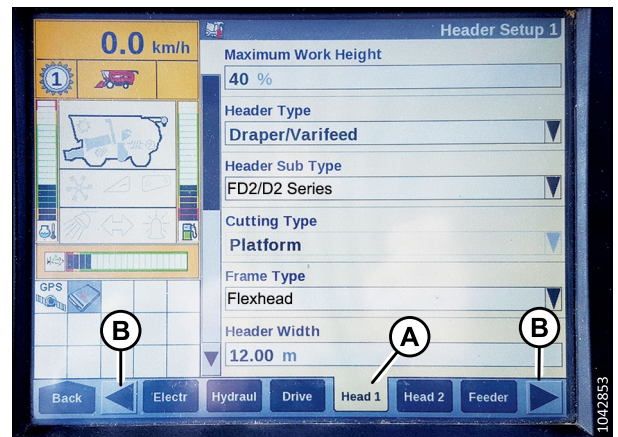 0.0 km/h
Header Setup 1
1
Maximum Work Height
40 %
Header Type
Draper/Varifeed
Header Sub Type
FD2/D2 Series
Cutting Type
Platform
Frame Type
Flexhead
GPS
Header Width
12.00 m
B
A
B
Back
Electr
Hydraul
Drive
Head 1
Head 2
Feeder
1042853